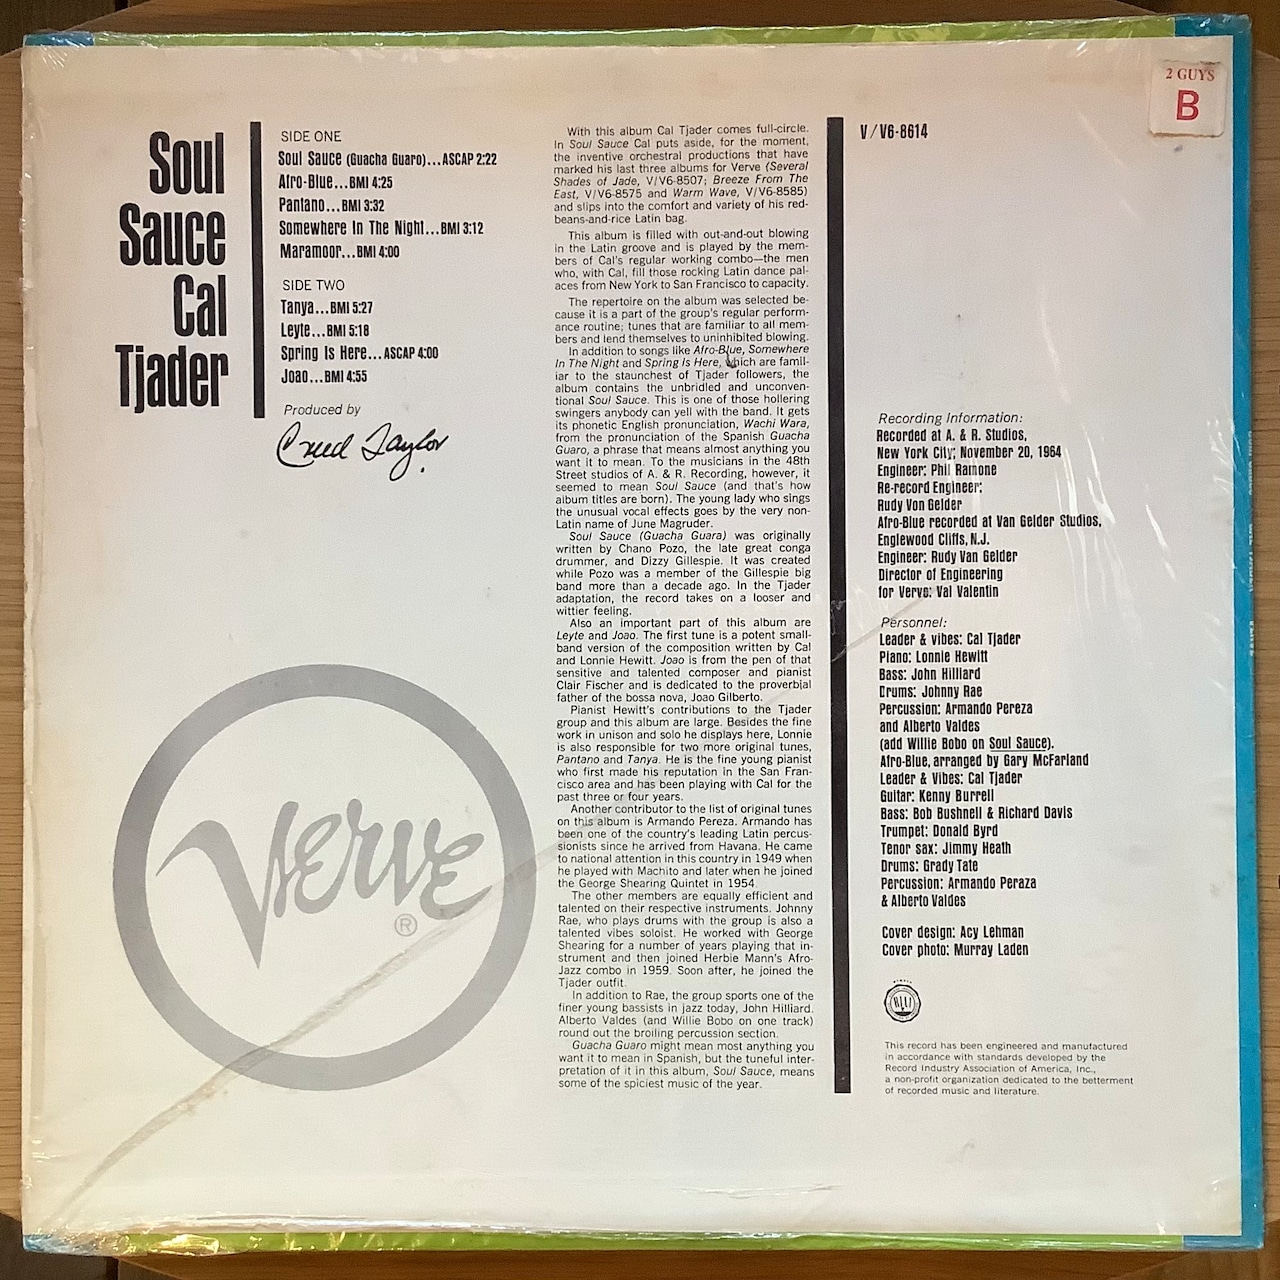 Soul
Sauce
Cal
Tjader
SIDE ONE
Soul Sauce (Guacha Guaro)...ASCAP 2:22
Afro-Blue...BMI 4:25
Pantano...BMI 3:32
Somewhere In The Night...BMI 3:12
Maramoor...BMI 4:00
SIDE TWO
Tanya...BMI 5:27
Leyte...BMI 5:18
Spring Is Here...ASCAP 4:00
Joao...BMI 4:55
Produced by
Creed Taylor
Verve
®
With this album Cal Tjader comes full-circle.
In Soul Sauce Cal puts aside, for the moment,
the inventive orchestral productions that have
marked his last three albums for Verve (Several
Shades of Jade, V/V6-8507; Breeze From The
East, V/V6-8575 and Warm Wave, V/V6-8585)
and slips into the comfort and variety of his red-
beans-and-rice Latin bag.
This album is filled with out-and-out blowing
in the Latin groove and is played by the mem-
bers of Cal's regular working combo—the men
who, with Cal, fill those rocking Latin dance pal-
aces from New York to San Francisco to capacity.
The repertoire on the album was selected be-
cause it is a part of the group's regular perform-
ance routine; tunes that are familiar to all mem-
bers and lend themselves to uninhibited blowing.
In addition to songs like Afro-Blue, Somewhere
In The Night and Spring Is Here, which are famil-
iar to the staunchest of Tjader followers, the
album contains the unbridled and unconven-
tional Soul Sauce. This is one of those hollering
swingers anybody can yell with the band. It gets
its phonetic English pronunciation, Wachi Wara,
from the pronunciation of the Spanish Guacha
Guaro, a phrase that means almost anything you
want it to mean. To the musicians in the 48th
Street studios of A. & R. Recording, however, it
seemed to mean Soul Sauce (and that's how
album titles are born). The young lady who sings
the unusual vocal effects goes by the very non-
Latin name of June Magruder.
Soul Sauce (Guacha Guara) was originally
written by Chano Pozo, the late great conga
drummer, and Dizzy Gillespie. It was created
while Pozo was a member of the Gillespie big
band more than a decade ago. In the Tjader
adaptation, the record takes on a looser and
wittier feeling.
Also an important part of this album are
Leyte and Joao. The first tune is a potent small-
band version of the composition written by Cal
and Lonnie Hewitt. Joao is from the pen of that
sensitive and talented composer and pianist
Clair Fischer and is dedicated to the proverbial
father of the bossa nova, Joao Gilberto.
Pianist Hewitt's contributions to the Tjader
group and this album are large. Besides the fine
work in unison and solo he displays here, Lonnie
is also responsible for two more original tunes,
Pantano and Tanya. He is the fine young pianist
who first made his reputation in the San Fran-
cisco area and has been playing with Cal for the
past three or four years.
Another contributor to the list of original tunes
on this album is Armando Pereza. Armando has
been one of the country's leading Latin percus-
sionists since he arrived from Havana. He came
to national attention in this country in 1949 when
he played with Machito and later when he joined
the George Shearing Quintet in 1954.
The other members are equally efficient and
talented on their respective instruments. Johnny
Rae, who plays drums with the group is also a
talented vibes soloist. He worked with George
Shearing for a number of years playing that in-
strument and then joined Herbie Mann's Afro-
Jazz combo in 1959. Soon after, he joined the
Tjader outfit.
In addition to Rae, the group sports one of the
finer young bassists in jazz today, John Hilliard.
Alberto Valdes (and Willie Bobo on one track)
round out the broiling percussion section.
Guacha Guaro might mean most anything you
want it to mean in Spanish, but the tuneful inter-
pretation of it in this album, Soul Sauce, means
some of the spiciest music of the year.
V/V6-8614
2 GUYS
B
Recording Information:
Recorded at A. & R. Studios,
New York City; November 20, 1964
Engineer: Phil Ramone
Re-record Engineer:
Rudy Von Gelder
Afro-Blue recorded at Van Gelder Studios,
Englewood Cliffs, N.J.
Engineer: Rudy Van Gelder
Director of Engineering
for Verve: Val Valentin
Personnel:
Leader & vibes: Cal Tjader
Piano: Lonnie Hewitt
Bass: John Hilliard
Drums: Johnny Rae
Percussion: Armando Pereza
and Alberto Valdes
(add Willie Bobo on Soul Sauce).
Afro-Blue, arranged by Gary McFarland
Leader & Vibes: Cal Tjader
Guitar: Kenny Burrell
Bass: Bob Bushnell & Richard Davis
Trumpet: Donald Byrd
Tenor sax: Jimmy Heath
Drums: Grady Tate
Percussion: Armando Peraza
& Alberto Valdes
Cover design: Acy Lehman
Cover photo: Murray Laden
This record has been engineered and manufactured
in accordance with standards developed by the
Record Industry Association of America, Inc.,
a non-profit organization dedicated to the betterment
of recorded music and literature.